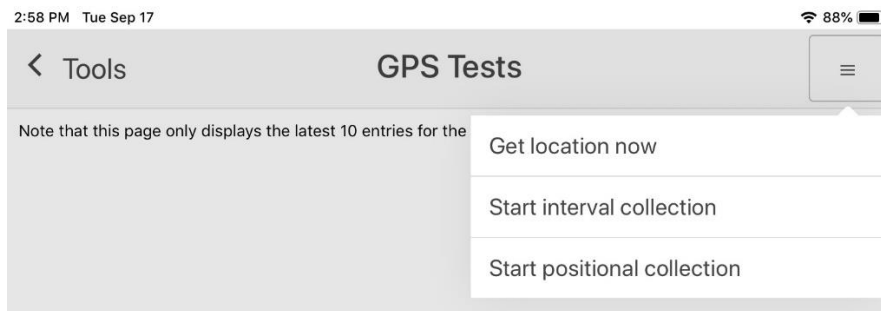 2:58 PM Tue Sep 17
88%
Tools
GPS Tests
Note that this page only displays the latest 10 entries for the
Get location now
Start interval collection
Start positional collection